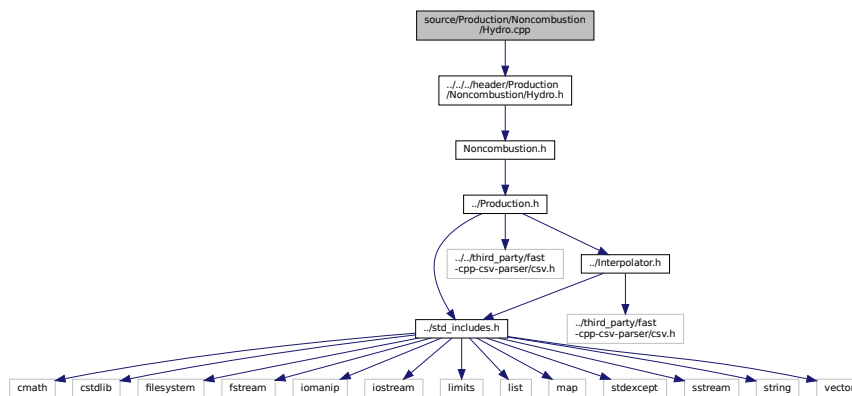 source/Production/Noncombustion
/Hydro.cpp
../../../header/Production
/Noncombustion/Hydro.h
Noncombustion.h
../Production.h
../../third_party/fast
-cpp-csv-parser/csv.h
../Interpolator.h
../std_includes.h
../third_party/fast
-cpp-csv-parser/csv.h
cmath
cstdlib
filesystem
fstream
iomanip
iostream
limits
list
map
stdexcept
sstream
string
vector